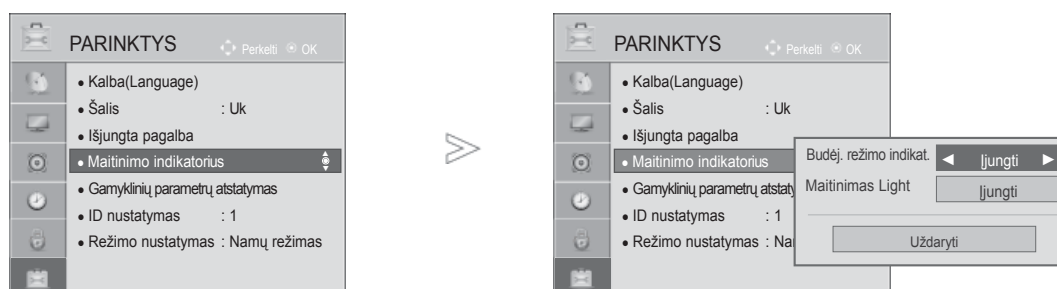 PARINKTYS Perkelti OK
• Kalba(Language)
• Šalis : Uk
• Išjungta pagalba
• Maitinimo indikatorius
• Gamyklinių parametrų atstatymas
• ID nustatymas : 1
• Režimo nustatymas : Namų režimas
PARINKTYS Perkelti OK
• Kalba(Language)
• Šalis : Uk
• Išjungta pagalba
• Maitinimo indikatorius
• Gamyklinių parametrų atstaty
• ID nustatymas : 1
• Režimo nustatymas : Na
Budėj. režimo indikat. ◄ Įjungti ►
Maitinimas Light Įjungti
Uždaryti